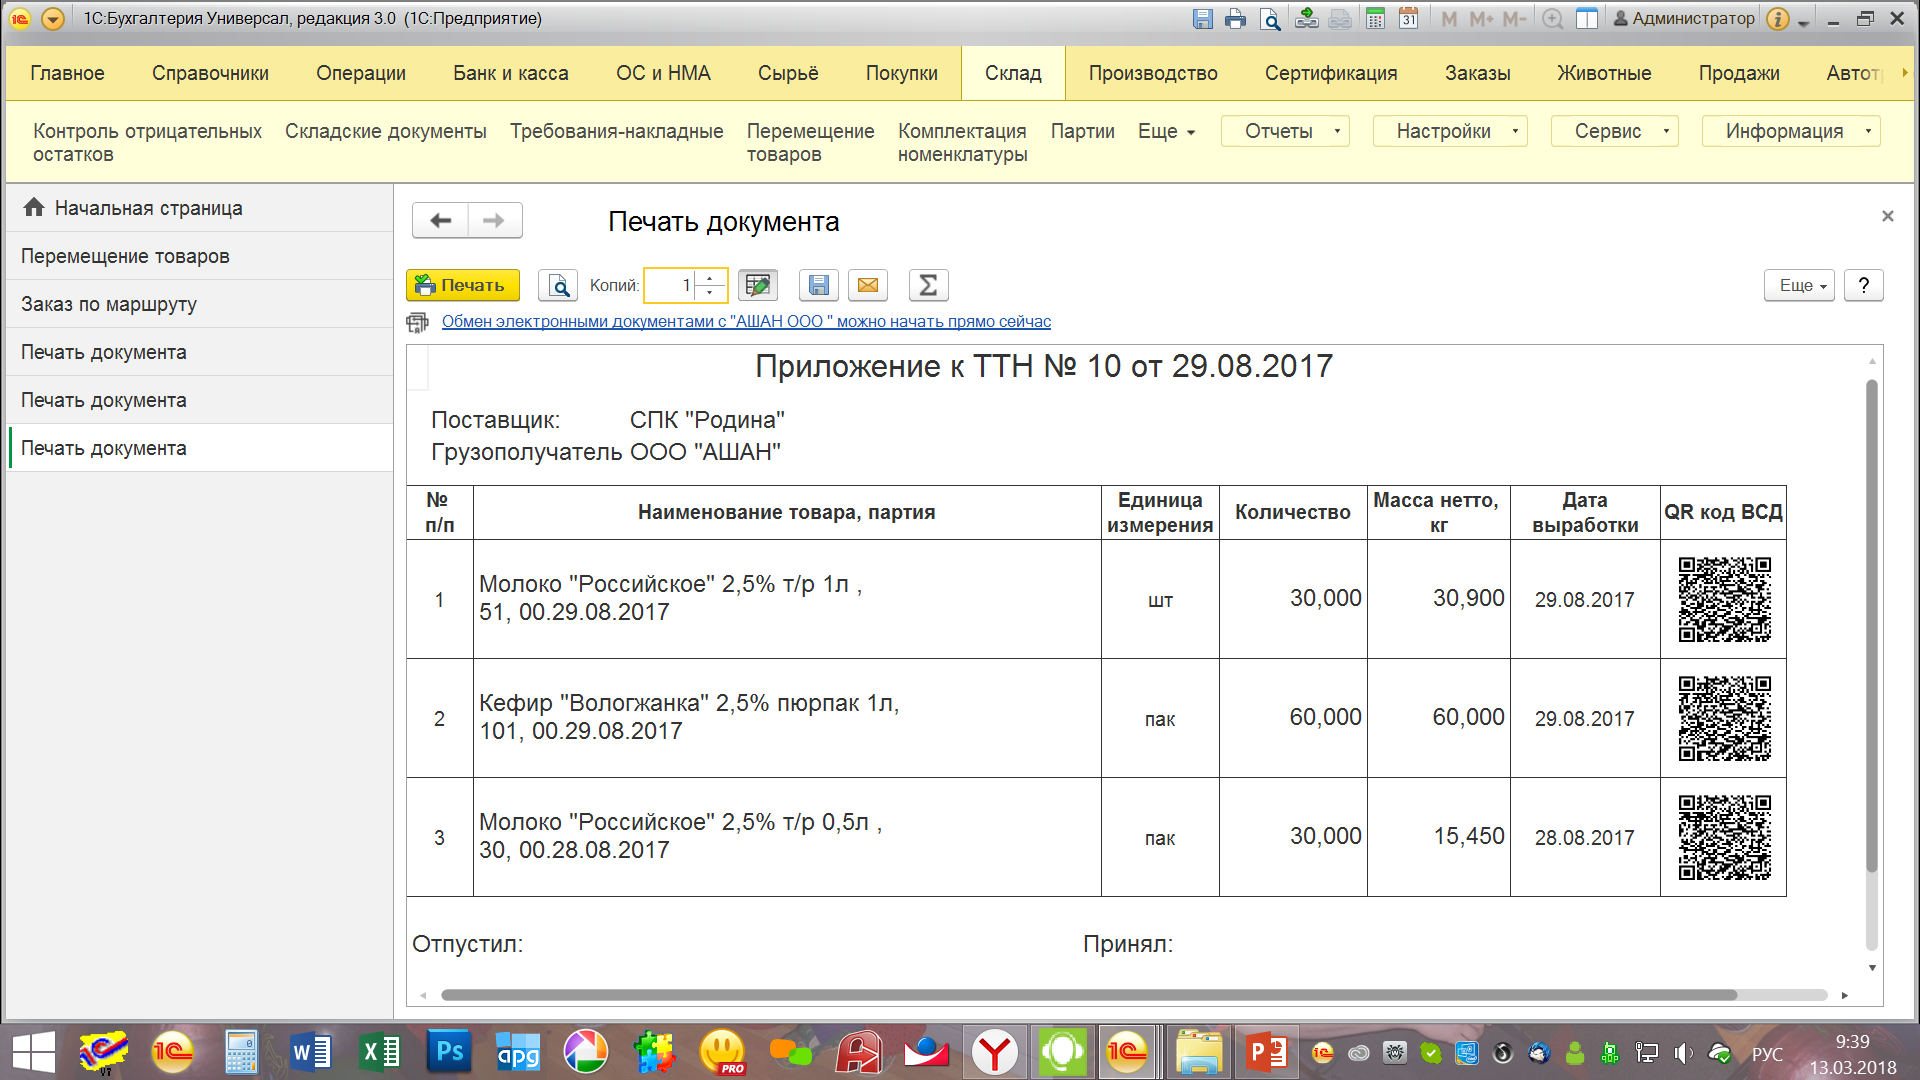 1С:Бухгалтерия Универсал, редакция 3.0 (1С:Предприятие)
M M+ M- Администратор
Главное Справочники Операции Банк и касса ОС и НМА Сырьё Покупки Склад Производство Сертификация Заказы Животные Продажи
Контроль отрицательных остатков Складские документы Требования-накладные Перемещение товаров Комплектация номенклатуры Партии Еще Отчеты Настройки Сервис Информация
Начальная страница
Перемещение товаров
Заказ по маршруту
Печать документа
Печать документа
Печать документа
Печать документа
Печать Копий: 1 Еще ?
Обмен электронными документами с "АШАН ООО " можно начать прямо сейчас
Приложение к ТТН № 10 от 29.08.2017
Поставщик: СПК "Родина"
Грузополучатель ООО "АШАН"
№ п/п Наименование товара, партия Единица измерения Количество Масса нетто, кг Дата выработки QR код ВСД
1 Молоко "Российское" 2,5% т/р 1л , 51, 00.29.08.2017 шт 30,000 30,900 29.08.2017
2 Кефир "Вологжанка" 2,5% пюрпак 1л, 101, 00.29.08.2017 пак 60,000 60,000 29.08.2017
3 Молоко "Российское" 2,5% т/р 0,5л , 30, 00.28.08.2017 пак 30,000 15,450 28.08.2017
Отпустил: Принял:
РУС 9:39
13.03.2018